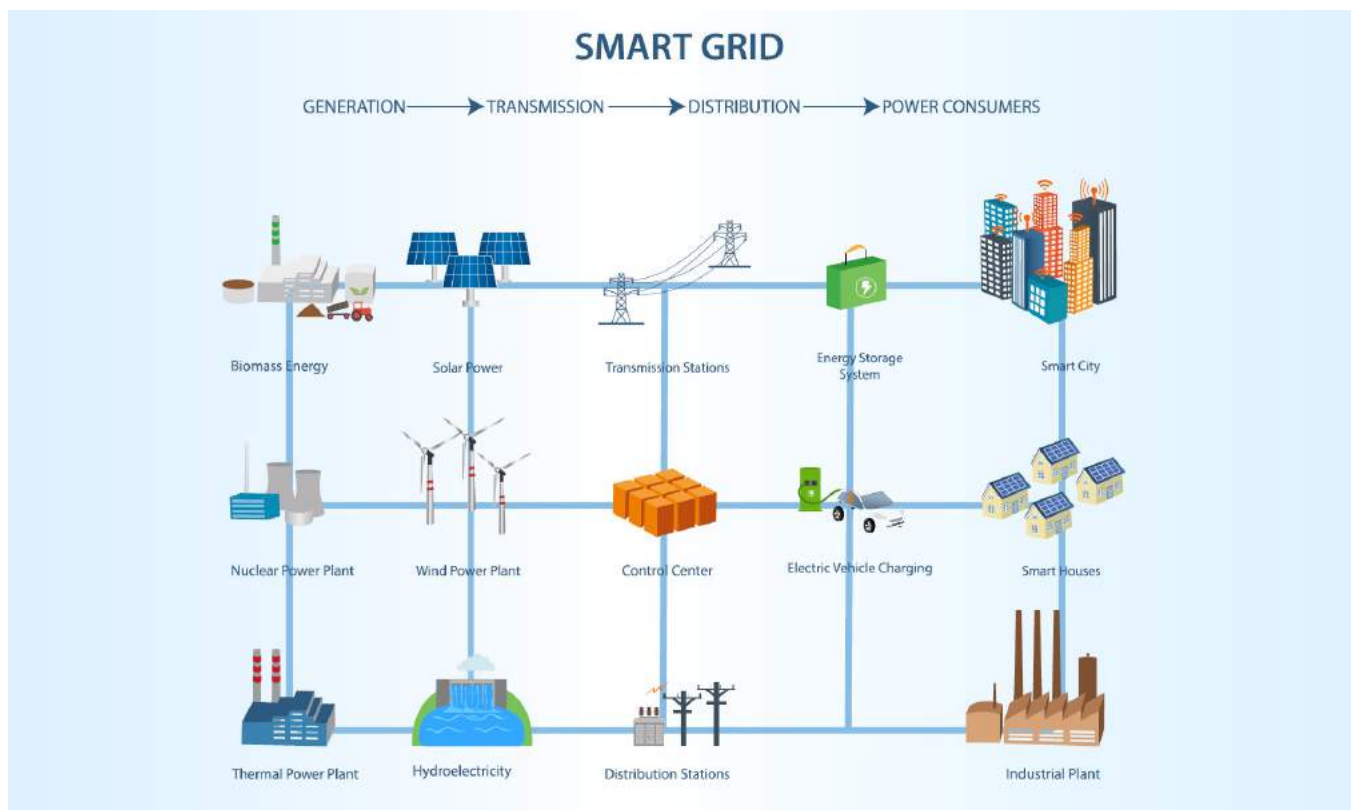 SMART GRID
GENERATION TRANSMISSION DISTRIBUTION POWER CONSUMERS
Biomass Energy
Solar Power
Transmission Stations
Energy Storage
System
Smart City
Nuclear Power Plant
Wind Power Plant
Control Center
Electric Vehicle Charging
Smart Houses
Thermal Power Plant
Hydroelectricity
Distribution Stations
Industrial Plant